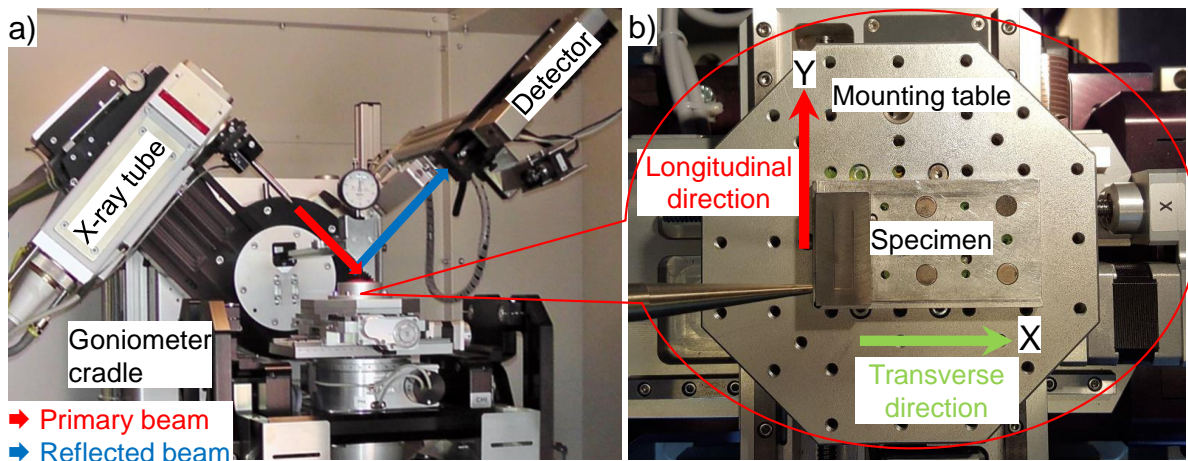 a)
X-ray tube
Detector
Goniometer
cradle
Primary beam
Reflected beam
b)
Y
Mounting table
Longitudinal
direction
Specimen
X
X
Transverse
direction